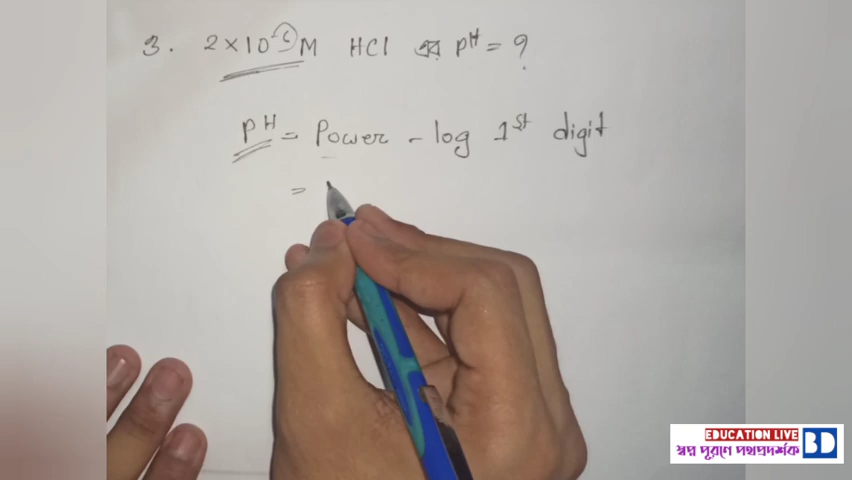 3. 2×10⁻⁶M HCl এর pH = ?
PH = Power - log 1st digit
=
EDUCATION LIVE BD
স্বপ্ন পূরণে পথপ্রদর্শক